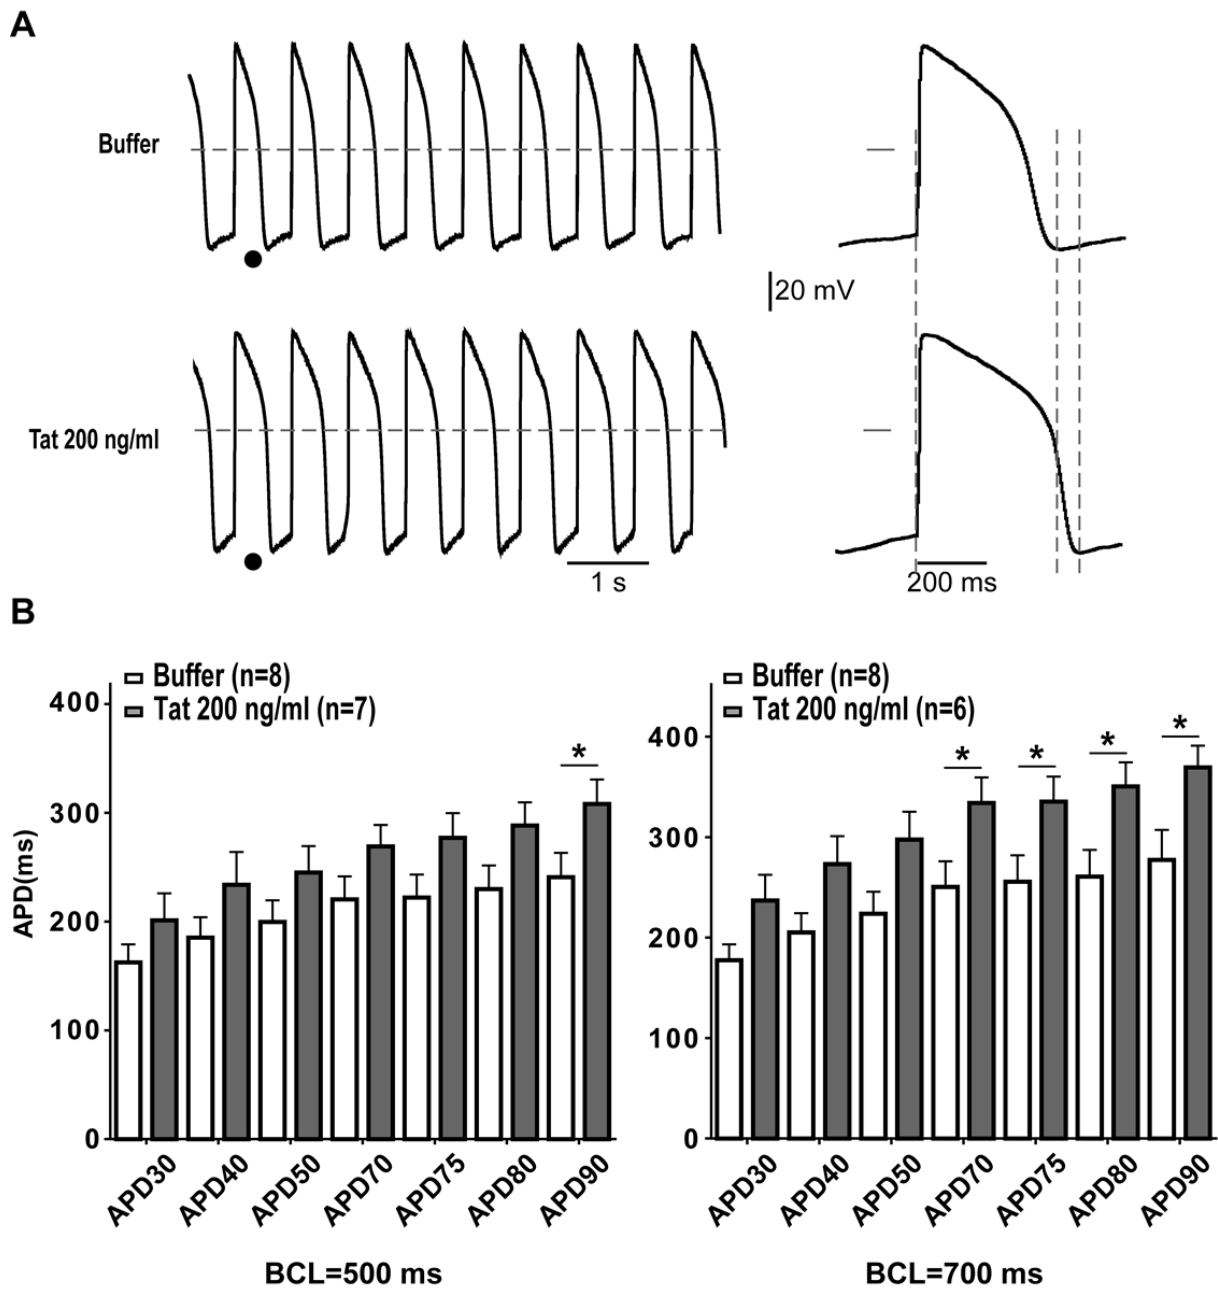 A
Buffer
20 mV
Tat 200 ng/ml
1 s
200 ms
B
Buffer (n=8)
Tat 200 ng/ml (n=7)
400
300
200
100
0
APD(ms)
*
APD30
APD40
APD50
APD70
APD75
APD80
APD90
BCL=500 ms
Buffer (n=8)
Tat 200 ng/ml (n=6)
400
300
200
100
0
*
*
*
*
APD30
APD40
APD50
APD70
APD75
APD80
APD90
BCL=700 ms